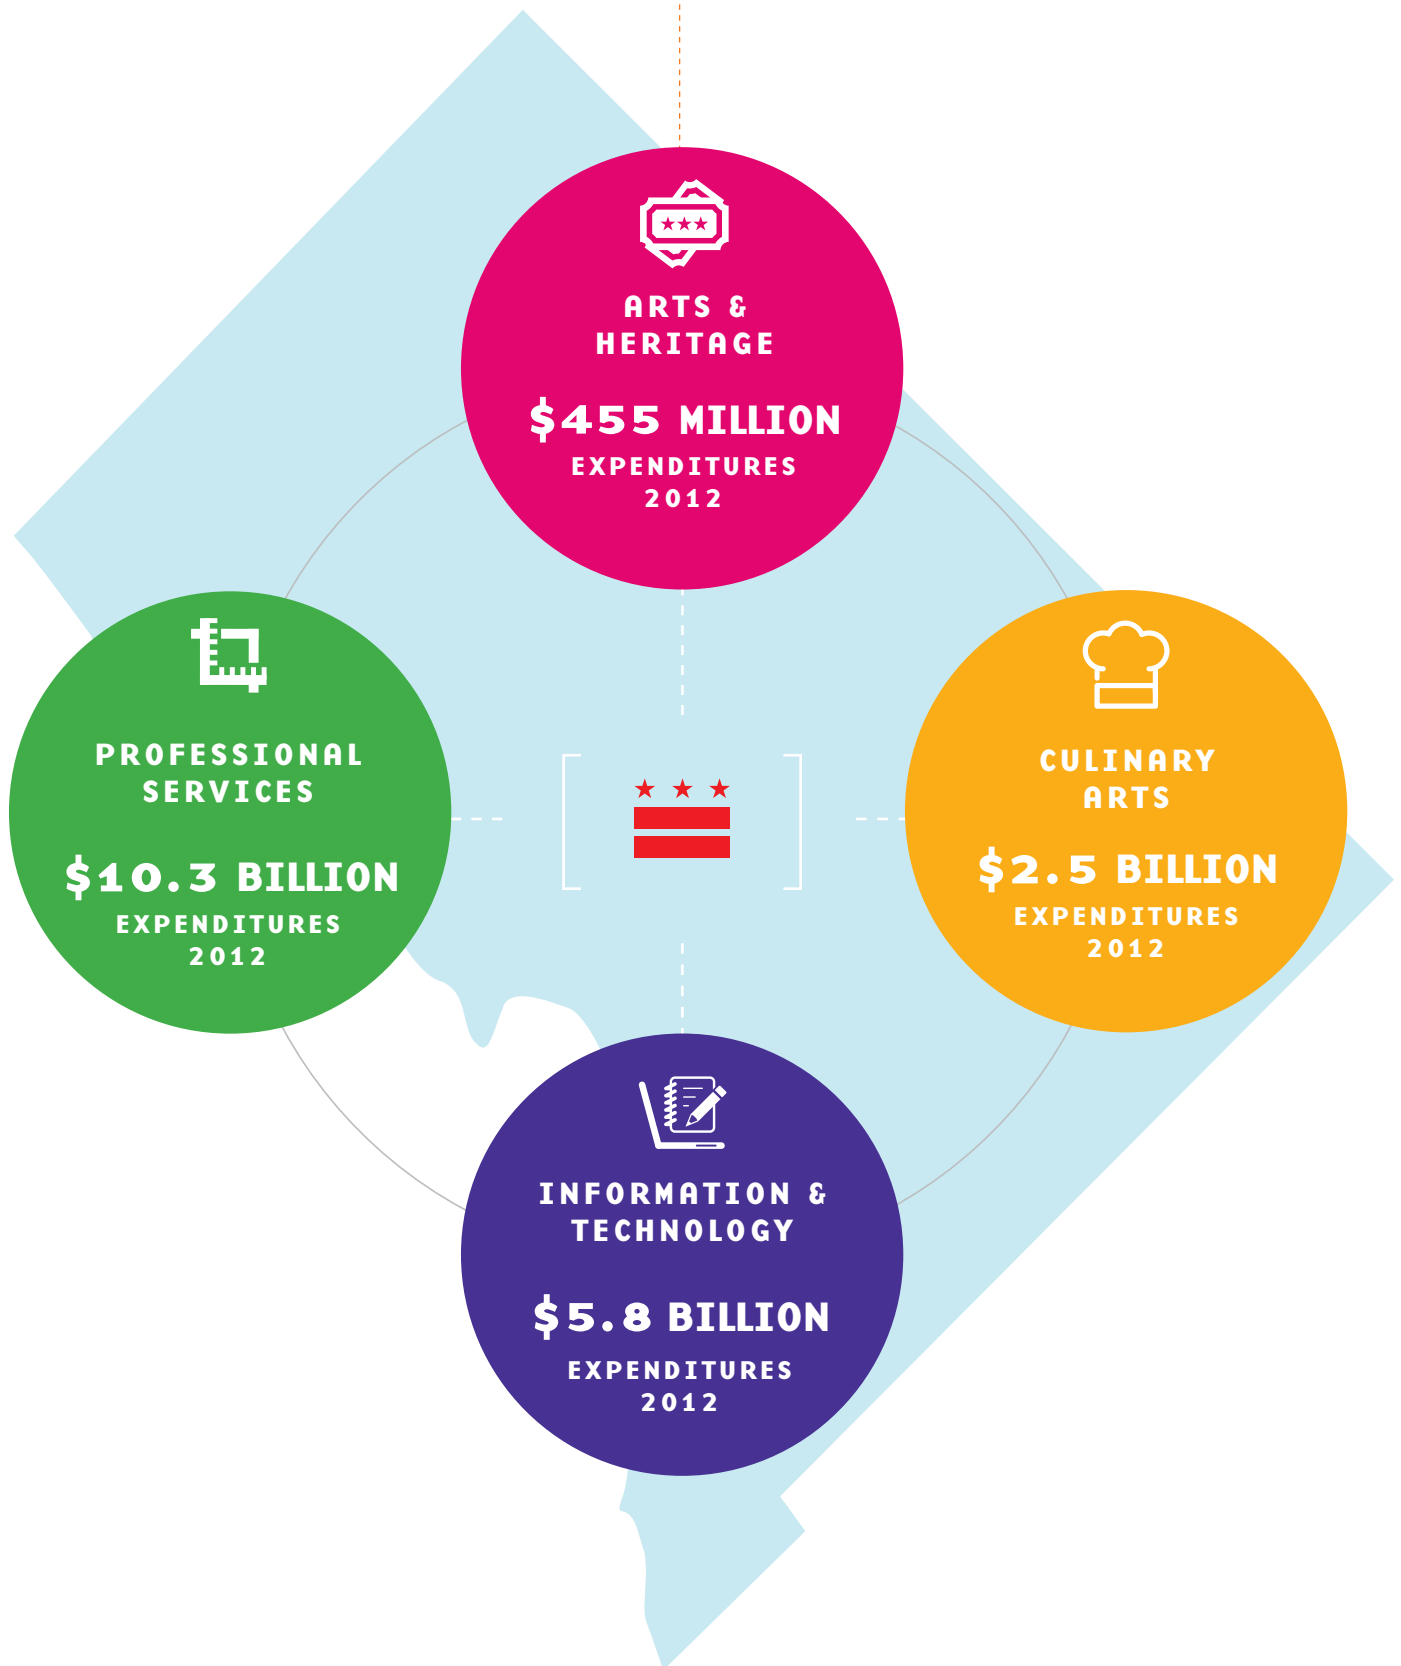 ARTS &
HERITAGE
$455 MILLION
EXPENDITURES
2012
PROFESSIONAL
SERVICES
$10.3 BILLION
EXPENDITURES
2012
CULINARY
ARTS
$2.5 BILLION
EXPENDITURES
2012
INFORMATION &
TECHNOLOGY
$5.8 BILLION
EXPENDITURES
2012